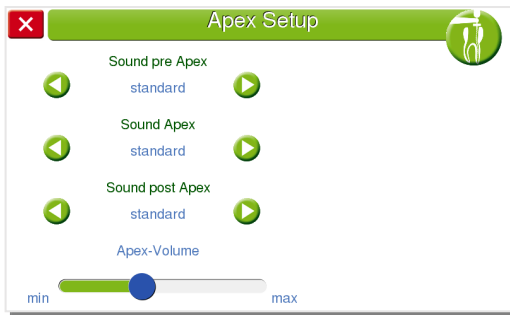 Apex Setup
Sound pre Apex
standard
Sound Apex
standard
Sound post Apex
standard
Apex-Volume
min
max